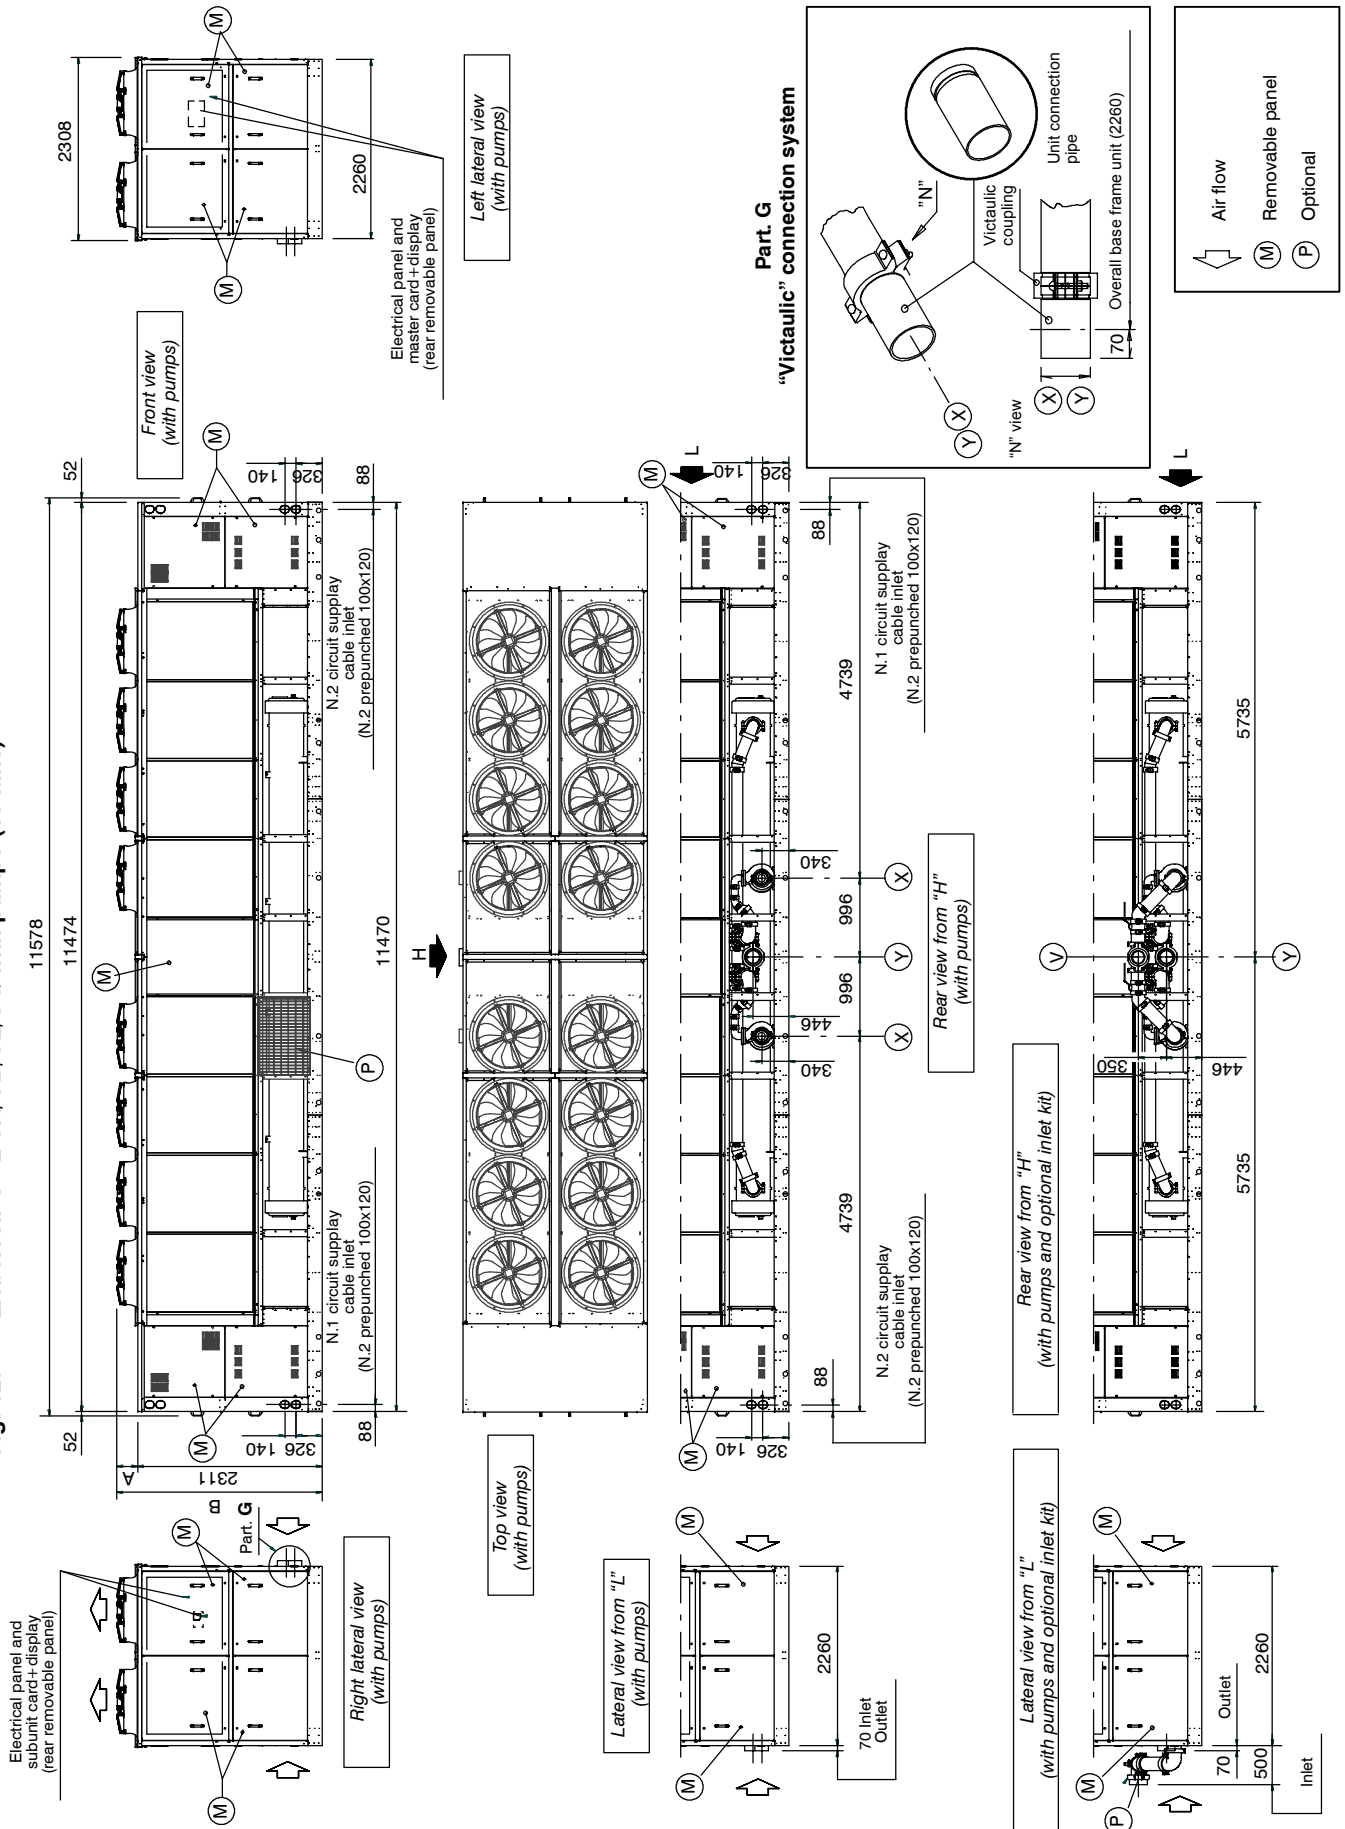 Electrical panel and
subunit card+display
(rear removable panel)
Right lateral view
(with pumps)
M
M
Part. G
B
A
2311
11578
11474
52
52
M
M
M
P
326 140
140
326
88
88
11470
N.1 circuit supplay
cable inlet
(N.2 prepunched 100x120)
N.2 circuit supplay
cable inlet
(N.2 prepunched 100x120)
Front view
(with pumps)
2308
2260
M
M
Electrical panel and
master card+display
(rear removable panel)
Left lateral view
(with pumps)
Top view
(with pumps)
H
Lateral view from “L”
(with pumps)
M
M
2260
70 Inlet
Outlet
M
M
326
140
140
326
88
88
4739
996
996
4739
340
446
340
X
Y
X
L
N.2 circuit supplay
cable inlet
(N.2 prepunched 100x120)
N.1 circuit supplay
cable inlet
(N.2 prepunched 100x120)
Rear view from “H”
(with pumps)
Lateral view from “L”
(with pumps and optional inlet kit)
M
M
P
Outlet
70
500
2260
Inlet
Rear view from “H”
(with pumps and optional inlet kit)
V
Y
350
446
5735
5735
L
Part. G
“Victaulic” connection system
”N”
Y
X
“N” view
X
Y
Victaulic
coupling
Unit connection
pipe
70
Overall base frame unit (2260)
Air flow
M
Removable panel
P
Optional